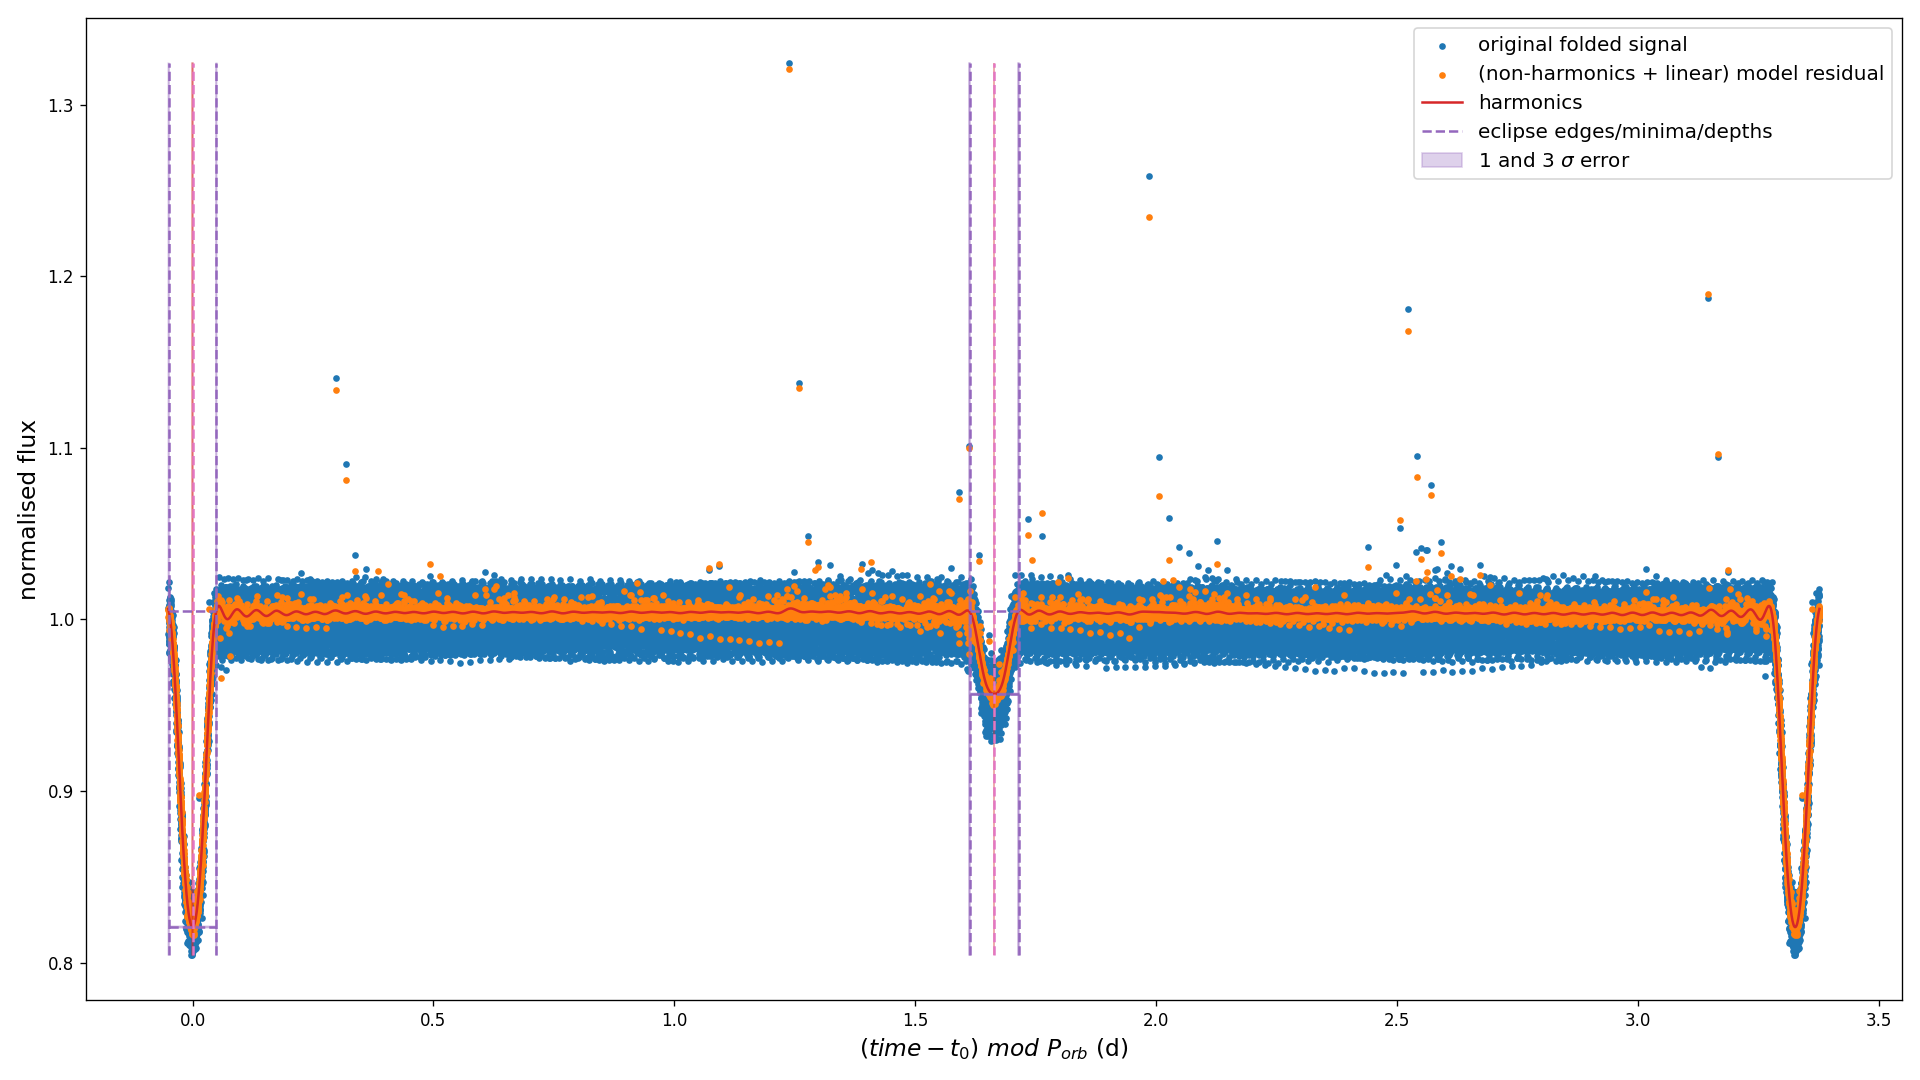 original folded signal
(non-harmonics + linear) model residual
harmonics
eclipse edges/minima/depths
1 and 3 σ error
normalised flux
1.3
1.2
1.1
1.0
0.9
0.8
0.0 0.5 1.0 1.5 2.0 2.5 3.0 3.5
(time − t₀) mod Pₒᵣb (d)